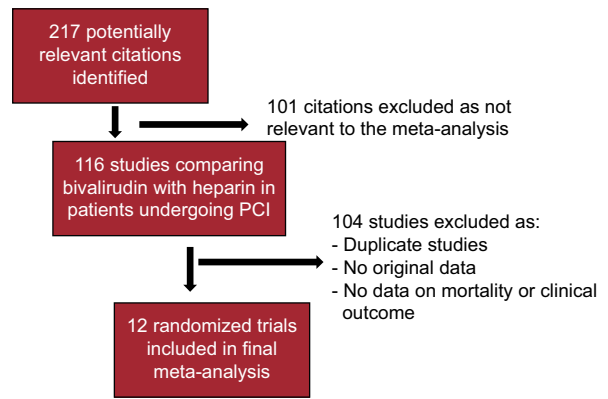 217 potentially
relevant citations
identified
101 citations excluded as not
relevant to the meta-analysis
116 studies comparing
bivalirudin with heparin in
patients undergoing PCI
104 studies excluded as:
- Duplicate studies
- No original data
- No data on mortality or clinical
outcome
12 randomized trials
included in final
meta-analysis